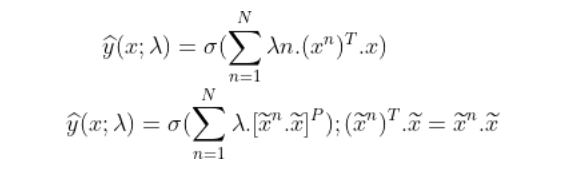 ŷ(x; λ) = σ(∑_{n=1}^{N} λn.(x^n)^T.x)
ŷ(x; λ) = σ(∑_{n=1}^{N} λ.[x̃^n.x̃]^P); (x̃^n)^T.x̃ = x̃^n.x̃